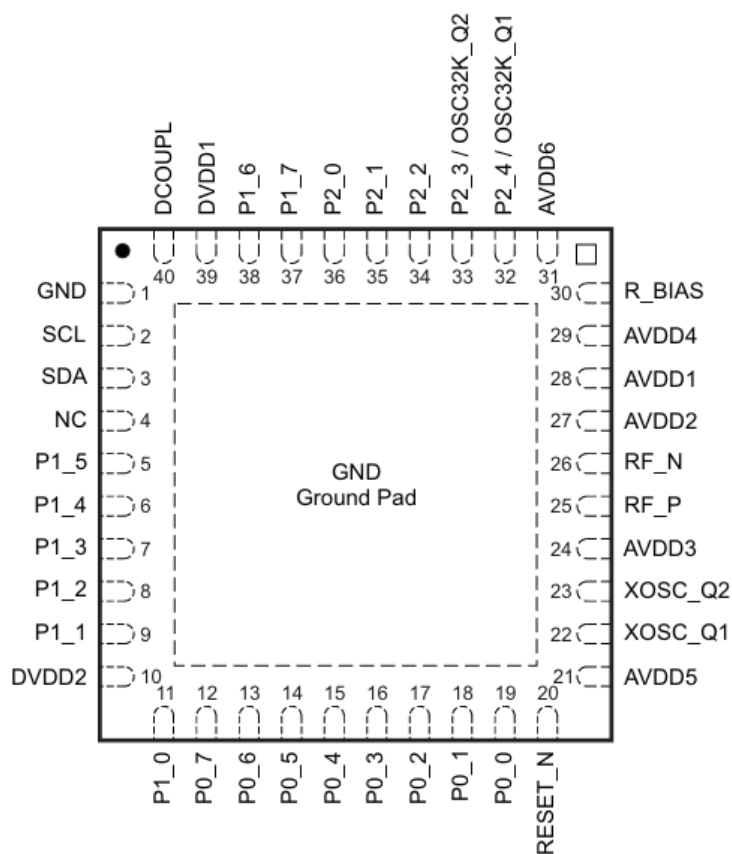 DCOUPL
DVDD1
P1_6
P1_7
P2_0
P2_1
P2_2
P2_3 / OSC32K_Q2
P2_4 / OSC32K_Q1
AVDD6
40 39 38 37 36 35 34 33 32 31
GND 1 30 R_BIAS
SCL 2 29 AVDD4
SDA 3 28 AVDD1
NC 4 27 AVDD2
P1_5 5 26 RF_N
GND
Ground Pad
P1_4 6 25 RF_P
P1_3 7 24 AVDD3
P1_2 8 23 XOSC_Q2
P1_1 9 22 XOSC_Q1
DVDD2 10 21 AVDD5
11 12 13 14 15 16 17 18 19 20
P1_0
P0_7
P0_6
P0_5
P0_4
P0_3
P0_2
P0_1
P0_0
RESET_N